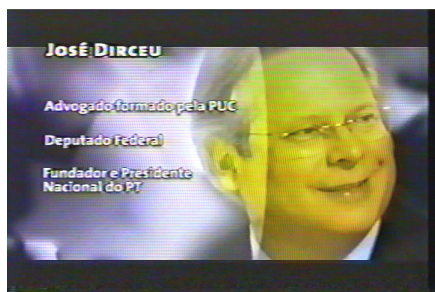 JOSÉ DIRCEU
Advogado formado pela PUC
Deputado Federal
Fundador e Presidente
Nacional do PT